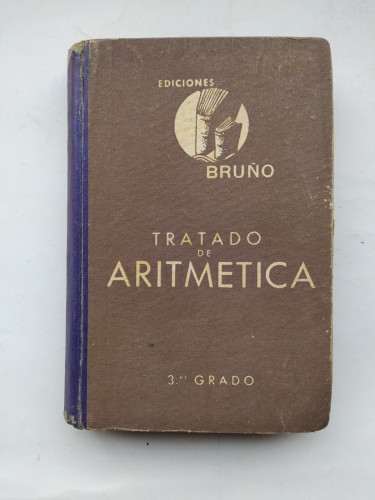 EDICIONES
BRUÑO
TRATADO
DE
ARITMETICA
3.er GRADO